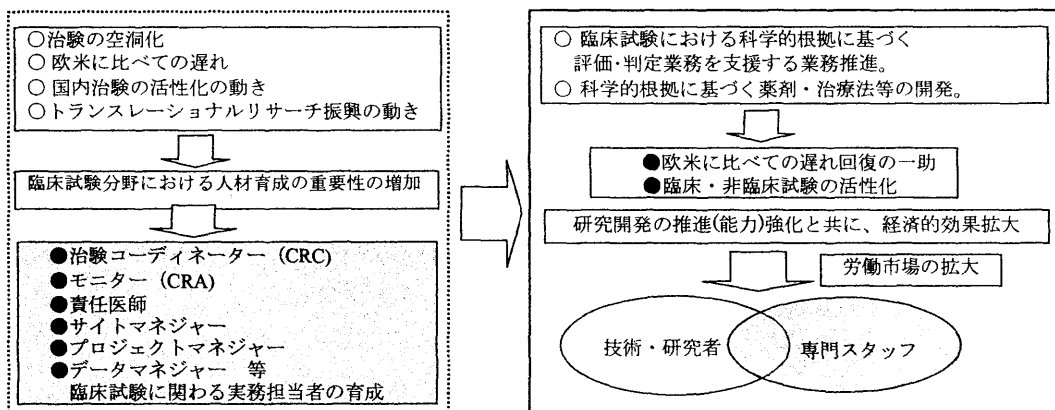 ○治験の空洞化
○欧米に比べての遅れ
○国内治験の活性化の動き
○トランスレーショナルリサーチ振興の動き
臨床試験分野における人材育成の重要性の増加
●治験コーディネーター（CRC）
●モニター（CRA）
●責任医師
●サイトマネジャー
●プロジェクトマネジャー
●データマネジャー　等
臨床試験に関わる実務担当者の育成
○ 臨床試験における科学的根拠に基づく
評価･判定業務を支援する業務推進。
○ 科学的根拠に基づく薬剤・治療法等の開発。
●欧米に比べての遅れ回復の一助
●臨床・非臨床試験の活性化
研究開発の推進(能力)強化と共に、経済的効果拡大
労働市場の拡大
技術・研究者
専門スタッフ